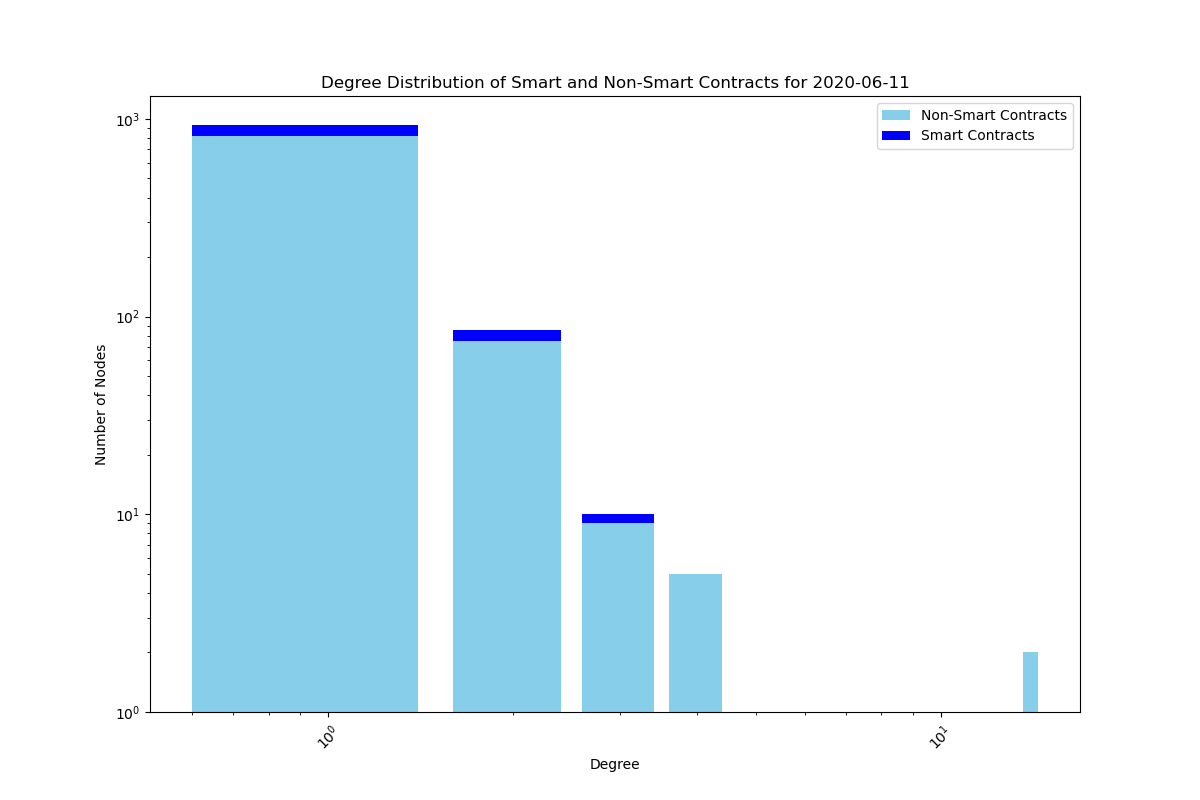 Degree Distribution of Smart and Non-Smart Contracts for 2020-06-11
Non-Smart Contracts
Smart Contracts
Number of Nodes
10³
10²
10¹
10⁰
10⁰
10¹
Degree